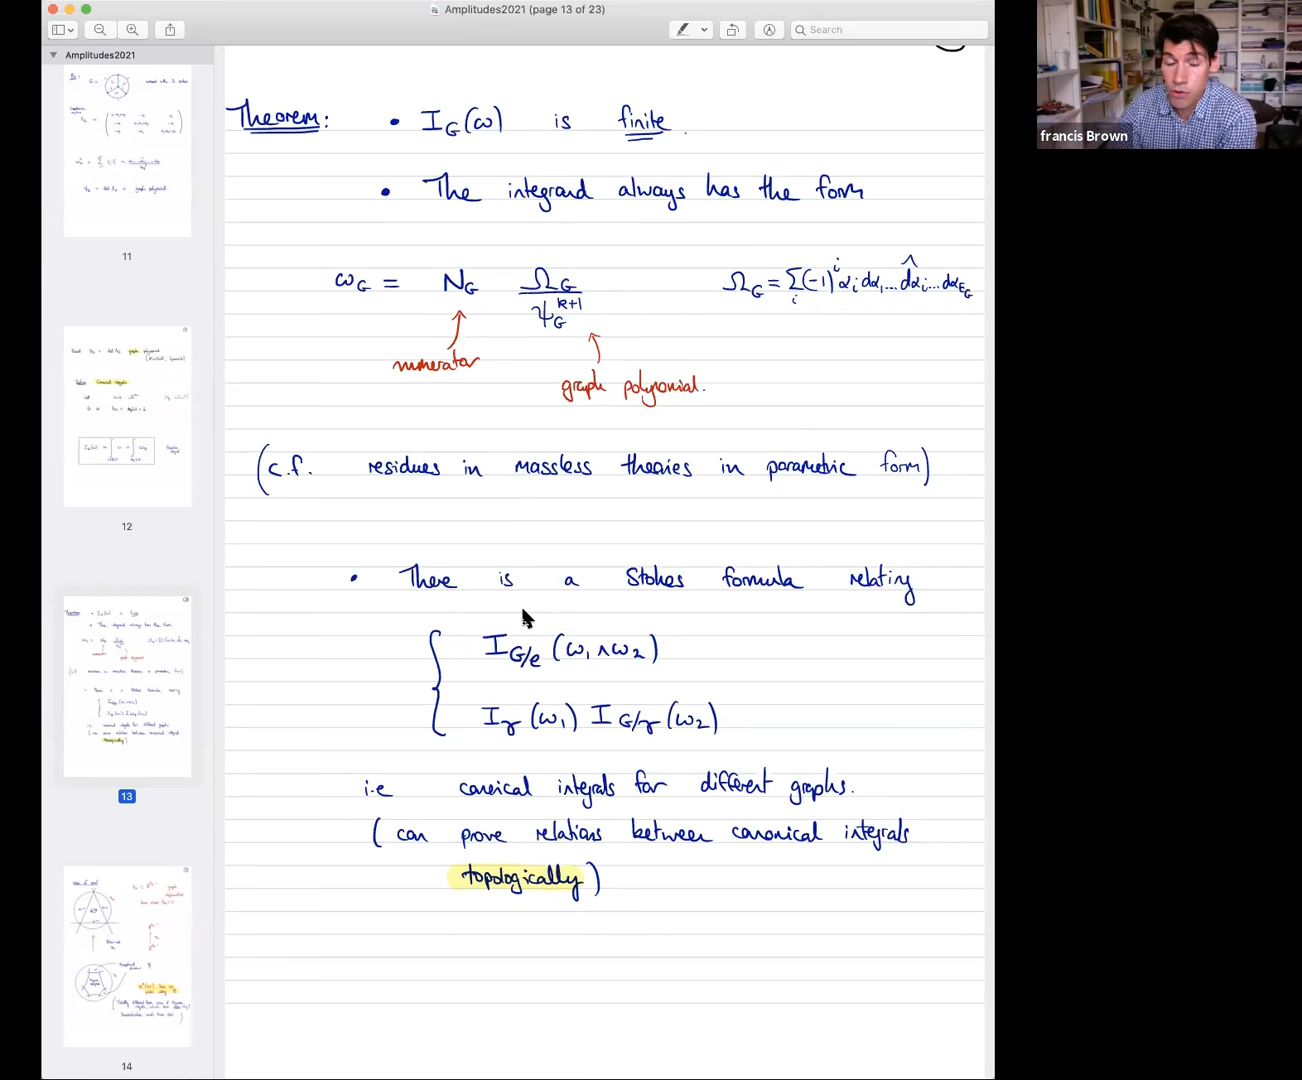 Amplitudes2021 (page 13 of 23)
Search
Amplitudes2021
11
12
13
14
francis Brown
Theorem: • I_G(ω) is finite.
• The integrand always has the form
ω_G = N_G Ω_G / ψ_G^{k+1} Ω_G = Σ_i (-1)^i α_i dα_1 ... \hat{dα_i} ... dα_{E_G}
numerator
graph polynomial.
(c.f. residues in massless theories in parametric form)
• There is a Stokes formula relating
{ I_{G/e} (ω_1 ∧ ω_2)
I_γ (ω_1) I_{G/γ} (ω_2)
i.e canonical integrals for different graphs.
( can prove relations between canonical integrals
topologically )